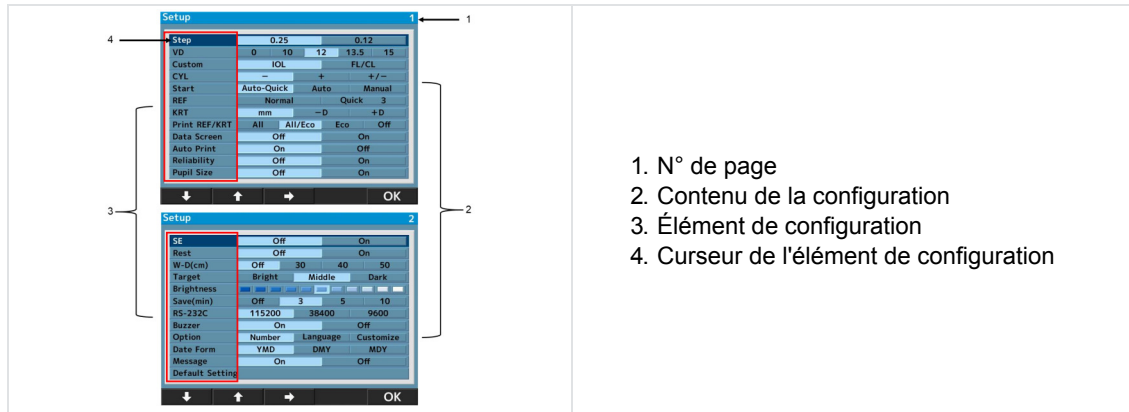 Setup 1
1
4
Step 0.25 0.12
VD 0 10 12 13.5 15
Custom IOL FL/CL
CYL − + +/−
Start Auto-Quick Auto Manual
REF Normal Quick 3
KRT mm −D +D
Print REF/KRT All All/Eco Eco Off
Data Screen Off On
Auto Print On Off
Reliability Off On
Pupil Size Off On
OK
3
2
Setup 2
SE Off On
Rest Off On
W-D(cm) Off 30 40 50
Target Bright Middle Dark
Brightness
Save(min) Off 3 5 10
RS-232C 115200 38400 9600
Buzzer On Off
Option Number Language Customize
Date Form YMD DMY MDY
Message On Off
Default Setting
OK
1. N° de page
2. Contenu de la configuration
3. Élément de configuration
4. Curseur de l'élément de configuration